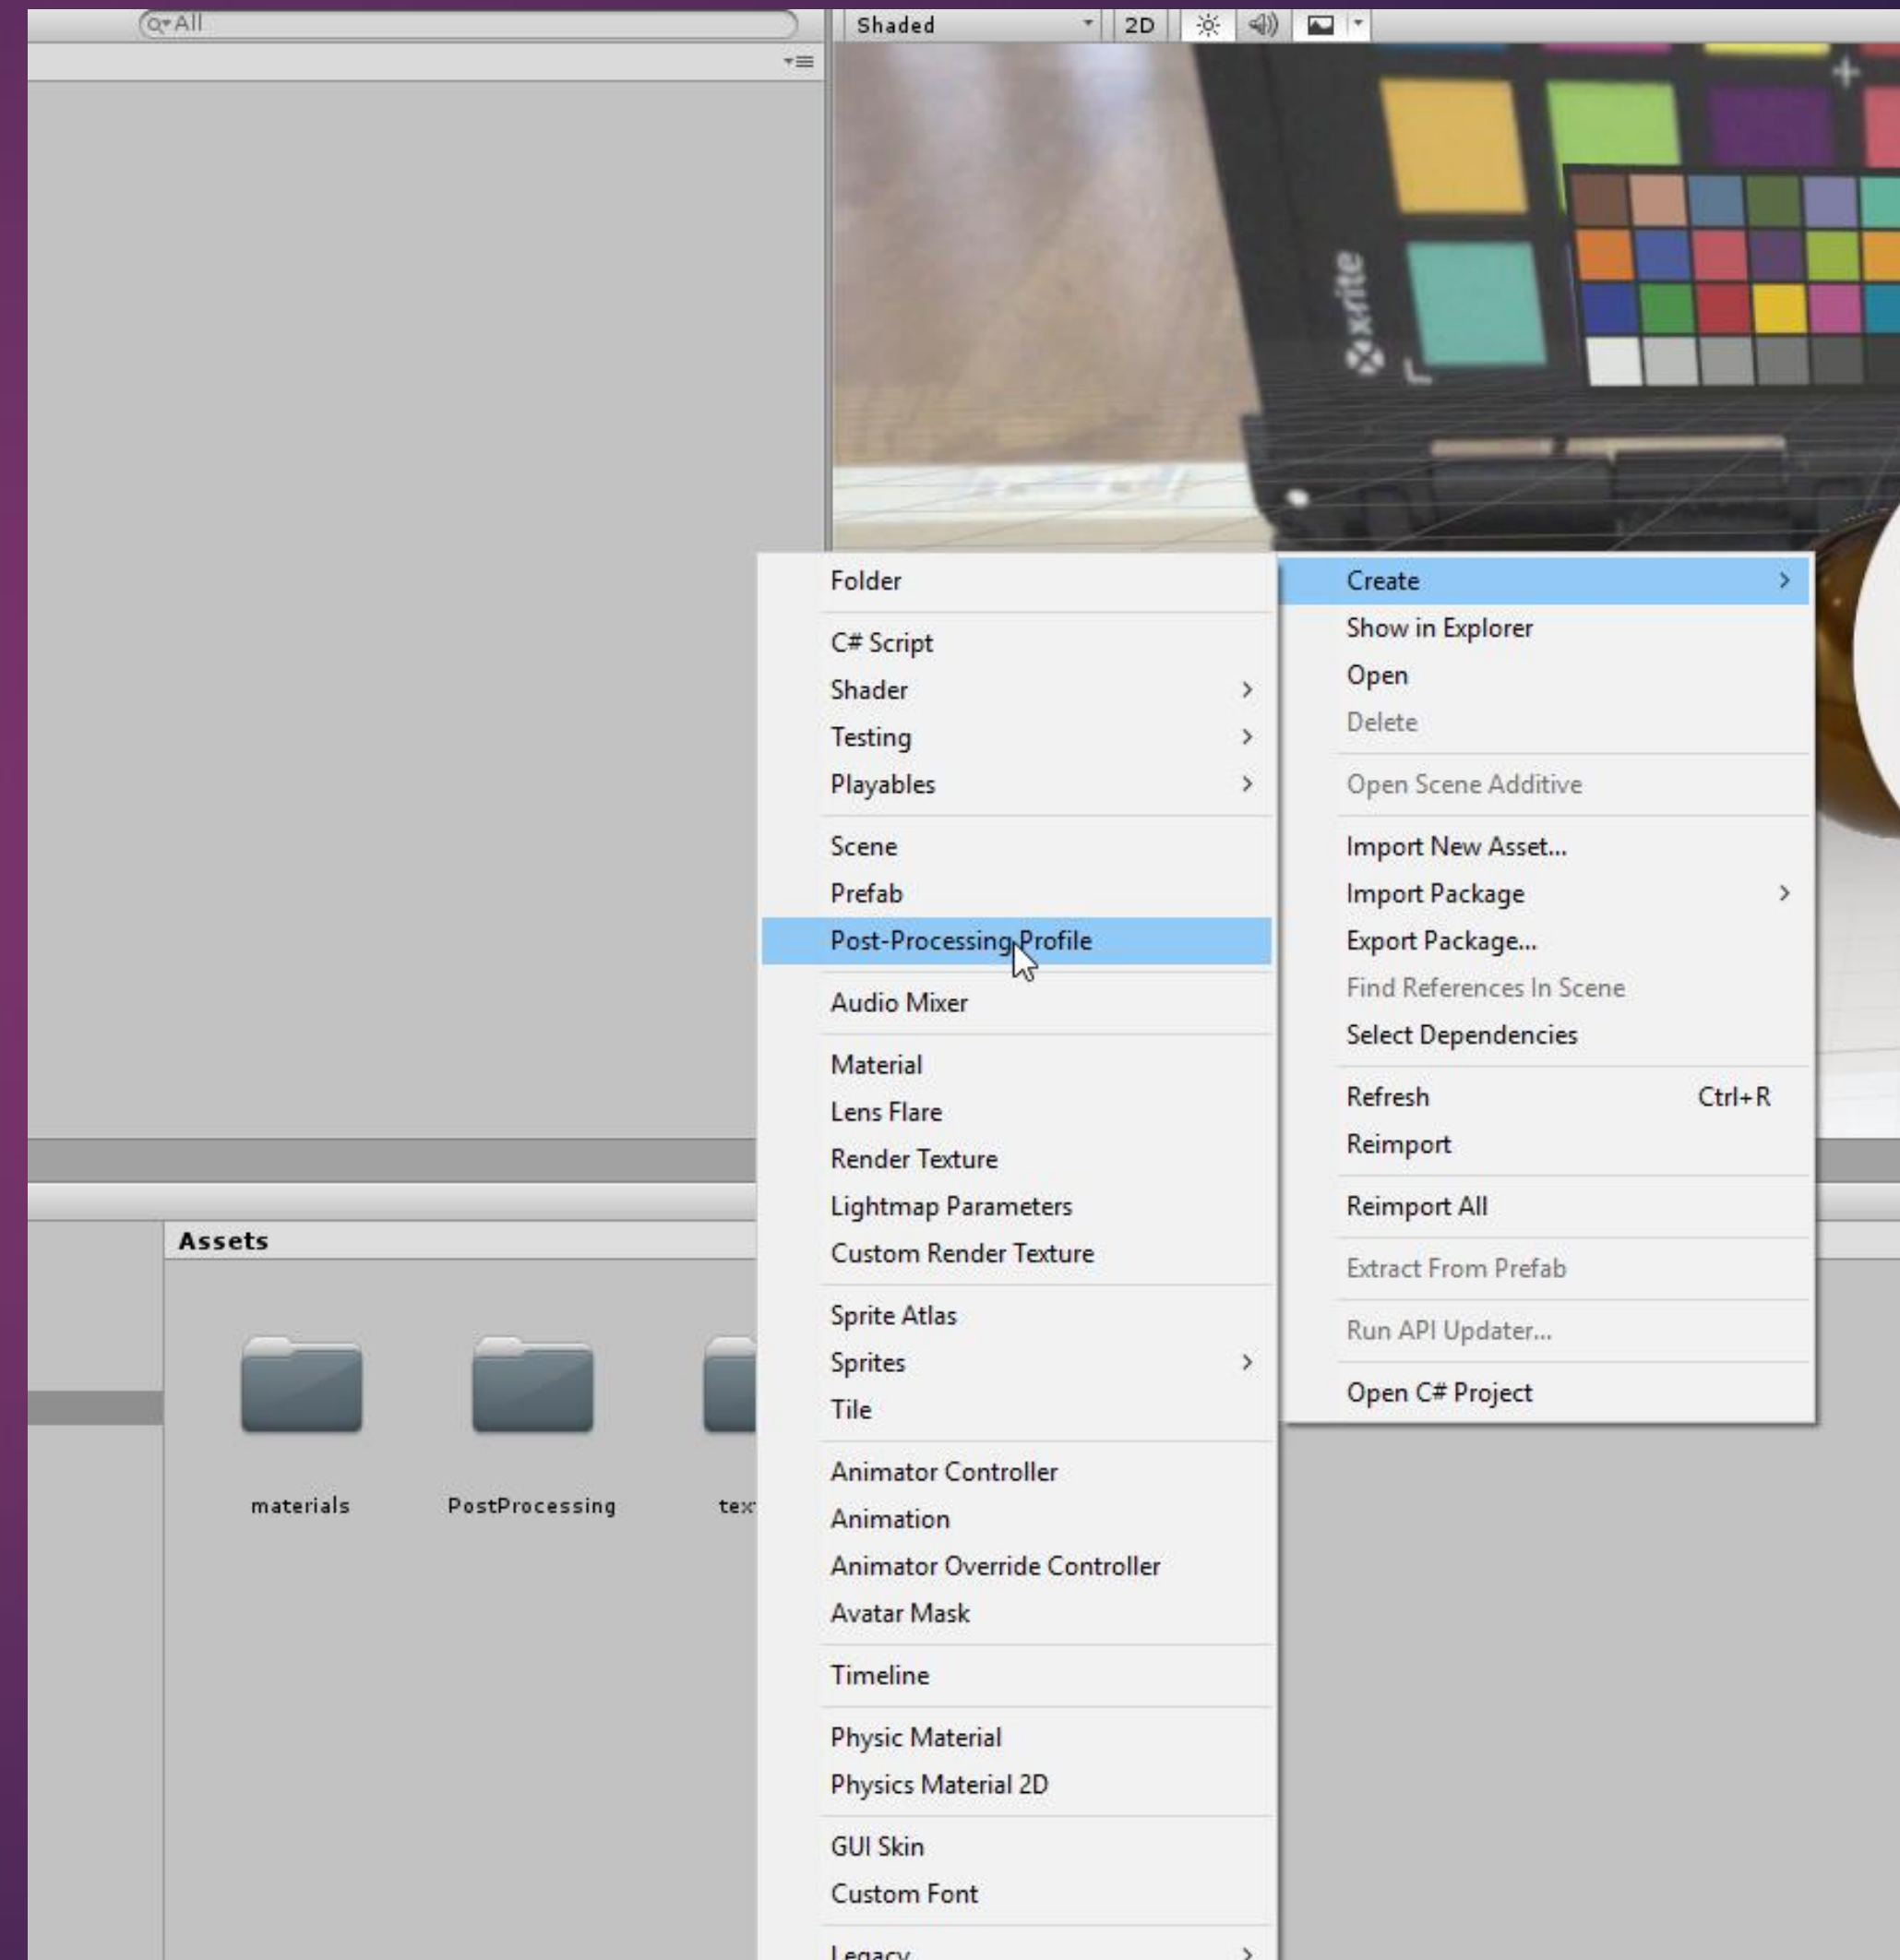 All
Shaded
2D
x-rite
Folder
C# Script
Shader
Testing
Playables
Scene
Prefab
Post-Processing Profile
Audio Mixer
Material
Lens Flare
Render Texture
Lightmap Parameters
Custom Render Texture
Sprite Atlas
Sprites
Tile
Animator Controller
Animation
Animator Override Controller
Avatar Mask
Timeline
Physic Material
Physics Material 2D
GUI Skin
Custom Font
Legacy
Create
Show in Explorer
Open
Delete
Open Scene Additive
Import New Asset...
Import Package
Export Package...
Find References In Scene
Select Dependencies
Refresh Ctrl+R
Reimport
Reimport All
Extract From Prefab
Run API Updater...
Open C# Project
Assets
materials PostProcessing